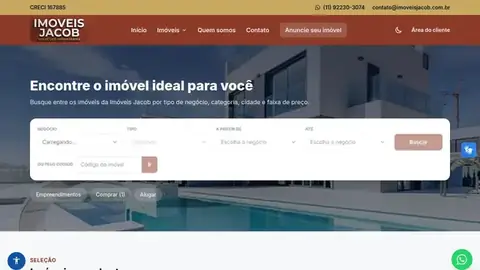 CRECI 167885
(11) 92230-3074
contato@imoveisjacob.com.br
IMOVEIS
JACOB
Início
Imóveis
Quem somos
Contato
Anuncie seu imóvel
Área do cliente
Encontre o imóvel ideal para você
Busque entre os imóveis da Imóveis Jacob por tipo de negócio, categoria, cidade e faixa de preço.
NEGÓCIO
TIPO
A PARTIR DE
ATÉ
Carregando...
Escolha o negócio
Escolha o negócio
Buscar
Código do imóvel
Ir
Empreendimentos
Comprar (1)
Alugar
SELEÇÃO